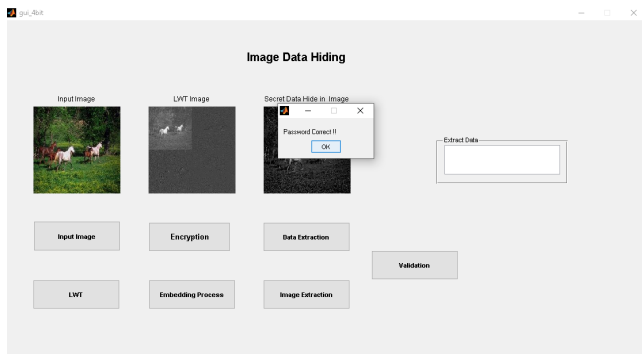 gui_4bit
Image Data Hiding
Input Image
LWT Image
Secret Data Hide in Image
Password Correct !!
OK
Extract Data
Input Image
Encryption
Data Extraction
Validation
LWT
Embedding Process
Image Extraction